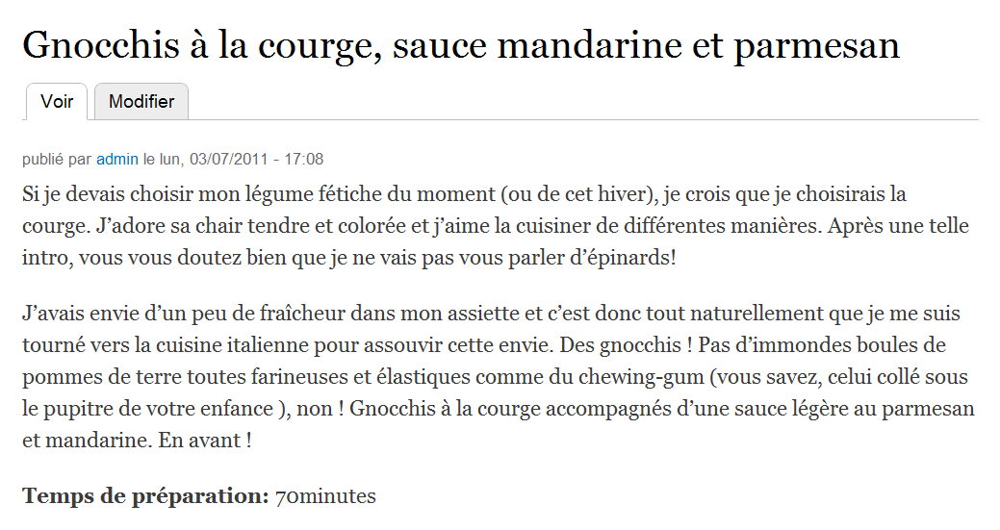 Gnocchis à la courge, sauce mandarine et parmesan
Voir Modifier
publié par admin le lun, 03/07/2011 - 17:08
Si je devais choisir mon légume fétiche du moment (ou de cet hiver), je crois que je choisirais la
courge. J’adore sa chair tendre et colorée et j’aime la cuisiner de différentes manières. Après une telle
intro, vous vous doutez bien que je ne vais pas vous parler d’épinards!
J’avais envie d’un peu de fraîcheur dans mon assiette et c’est donc tout naturellement que je me suis
tourné vers la cuisine italienne pour assouvir cette envie. Des gnocchis ! Pas d’immondes boules de
pommes de terre toutes farineuses et élastiques comme du chewing-gum (vous savez, celui collé sous
le pupitre de votre enfance ), non ! Gnocchis à la courge accompagnés d’une sauce légère au parmesan
et mandarine. En avant !
Temps de préparation: 70minutes